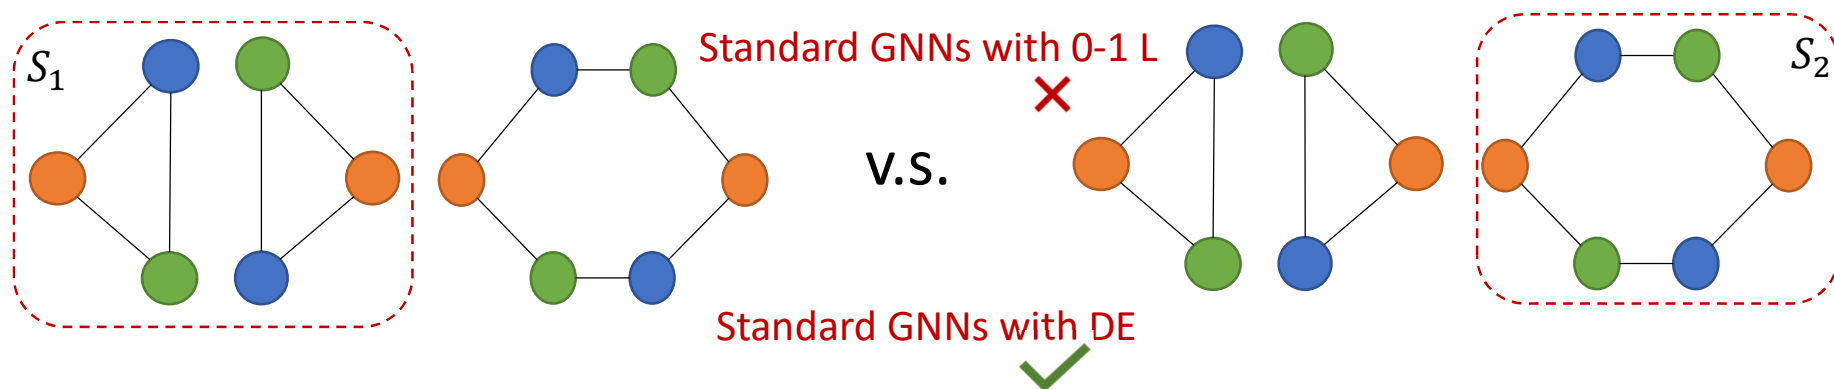 S₁
Standard GNNs with 0-1 L
v.s.
Standard GNNs with DE
S₂